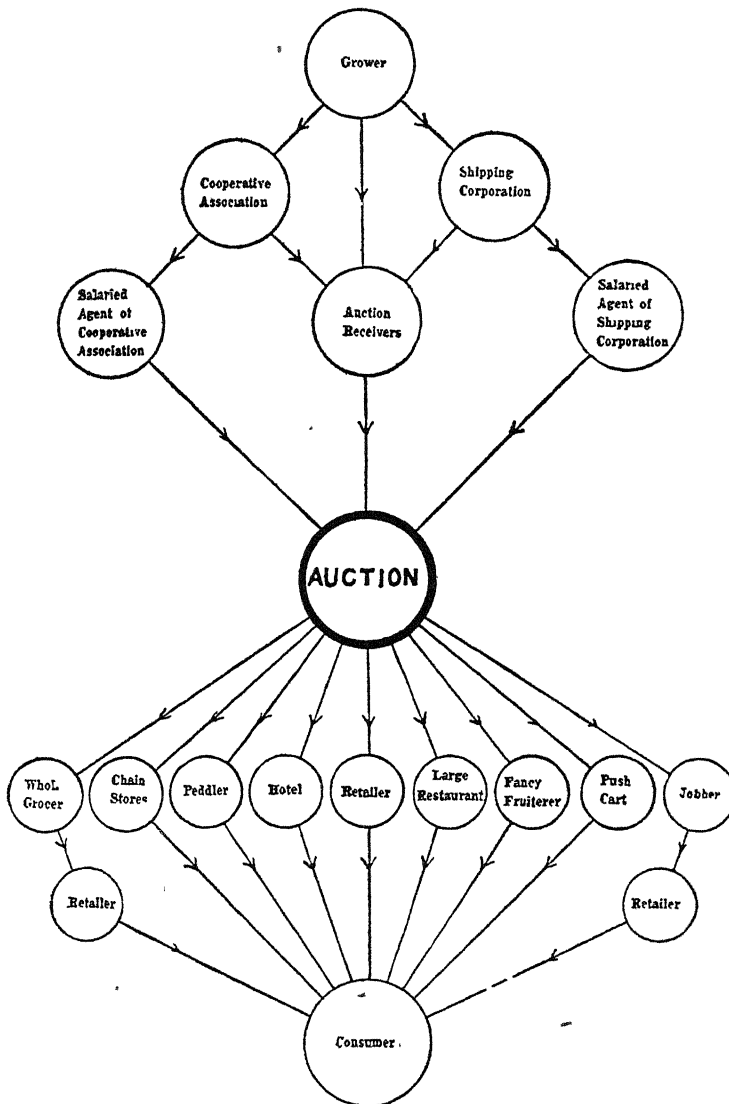 Grower
Cooperative
Association
Shipping
Corporation
Salaried
Agent of
Cooperative
Association
Auction
Receivers
Salaried
Agent of
Shipping
Corporation
AUCTION
Whol.
Grocer
Chain
Stores
Peddler
Hotel
Retailer
Large
Restaurant
Fancy
Fruiterer
Push
Cart
Jobber
Retailer
Retailer
Consumer